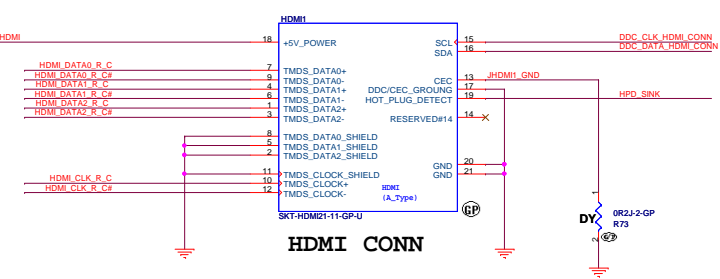 HDMI1
HDMI 18 +5V_POWER SCL 15 DDC_CLK_HDMI_CONN
SDA 16 DDC_DATA_HDMI_CONN
HDMI_DATA0_R_C 7 TMDS_DATA0+
HDMI_DATA0_R_C# 9 TMDS_DATA0- CEC 13 JHDMI1_GND
HDMI_DATA1_R_C 4 TMDS_DATA1+ DDC/CEC_GROUNG 17
HDMI_DATA1_R_C# 6 TMDS_DATA1- HOT_PLUG_DETECT 19 HPD_SINK
HDMI_DATA2_R_C 1 TMDS_DATA2+
HDMI_DATA2_R_C# 3 TMDS_DATA2- RESERVED#14 14
8 TMDS_DATA0_SHIELD
5 TMDS_DATA1_SHIELD
2 TMDS_DATA2_SHIELD
GND 20
11 TMDS_CLOCK_SHIELD GND 21
HDMI_CLK_R_C 10 TMDS_CLOCK+
HDMI_CLK_R_C# 12 TMDS_CLOCK-
HDMI
(A_Type)
SKT-HDMI21-11-GP-U
GP
HDMI CONN
1
DY 0R2J-2-GP
R73
2 GP